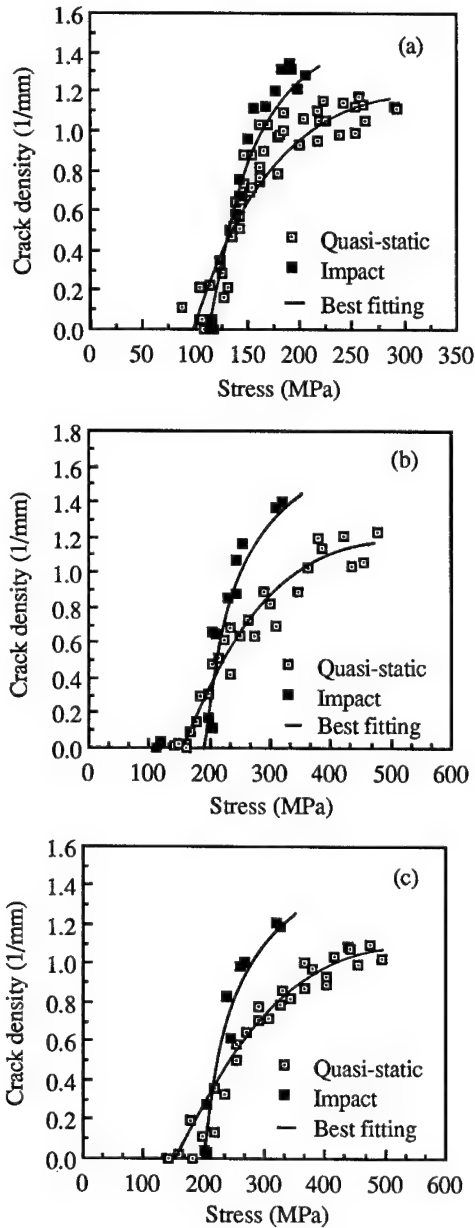 1.6
(a)
1.4
1.2
1.0
0.8
0.6
Quasi-static
0.4
Impact
0.2
Best fitting
0.0
0 50 100 150 200 250 300 350
Crack density (1/mm)
Stress (MPa)
1.8
(b)
1.6
1.4
1.2
1.0
0.8
0.6
Quasi-static
0.4
Impact
0.2
Best fitting
0.0
0 100 200 300 400 500 600
Crack density (1/mm)
Stress (MPa)
1.6
(c)
1.4
1.2
1.0
0.8
0.6
Quasi-static
0.4
Impact
0.2
Best fitting
0.0
0 100 200 300 400 500 600
Crack density (1/mm)
Stress (MPa)